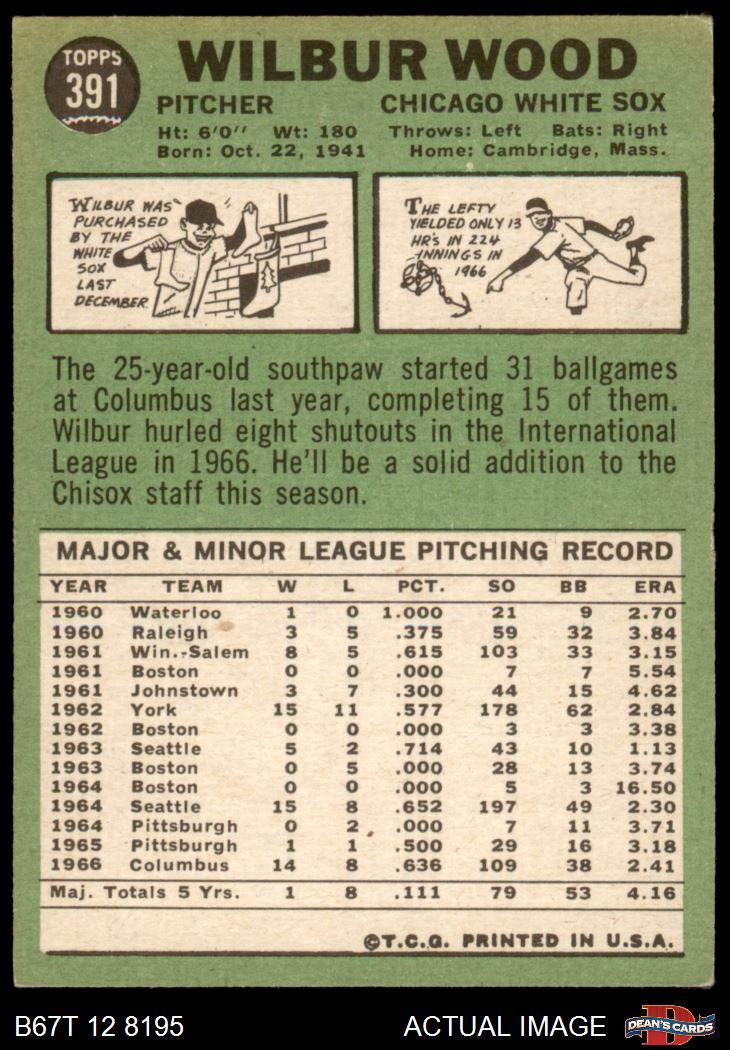 TOPPS
391
WILBUR WOOD
PITCHER CHICAGO WHITE SOX
Ht: 6'0" Wt: 180 Throws: Left Bats: Right
Born: Oct. 22, 1941 Home: Cambridge, Mass.
WILBUR WAS
PURCHASED
BY THE
WHITE
SOX
LAST
DECEMBER.
THE LEFTY
YIELDED ONLY 13
HR'S IN 224
INNINGS IN
1966
The 25-year-old southpaw started 31 ballgames
at Columbus last year, completing 15 of them.
Wilbur hurled eight shutouts in the International
League in 1966. He'll be a solid addition to the
Chisox staff this season.
MAJOR & MINOR LEAGUE PITCHING RECORD
YEAR TEAM W L PCT. SO BB ERA
1960 Waterloo 1 0 1.000 21 9 2.70
1960 Raleigh 3 5 .375 59 32 3.84
1961 Win.-Salem 8 5 .615 103 33 3.15
1961 Boston 0 0 .000 7 7 5.54
1961 Johnstown 3 7 .300 44 15 4.62
1962 York 15 11 .577 178 62 2.84
1962 Boston 0 0 .000 3 3 3.38
1963 Seattle 5 2 .714 43 10 1.13
1963 Boston 0 5 .000 28 13 3.74
1964 Boston 0 0 .000 5 3 16.50
1964 Seattle 15 8 .652 197 49 2.30
1964 Pittsburgh 0 2 .000 7 11 3.71
1965 Pittsburgh 1 1 .500 29 16 3.18
1966 Columbus 14 8 .636 109 38 2.41
Maj. Totals 5 Yrs. 1 8 .111 79 53 4.16
©T.C.G. PRINTED IN U.S.A.
B67T 12 8195 ACTUAL IMAGE
D
DEAN'S CARDS